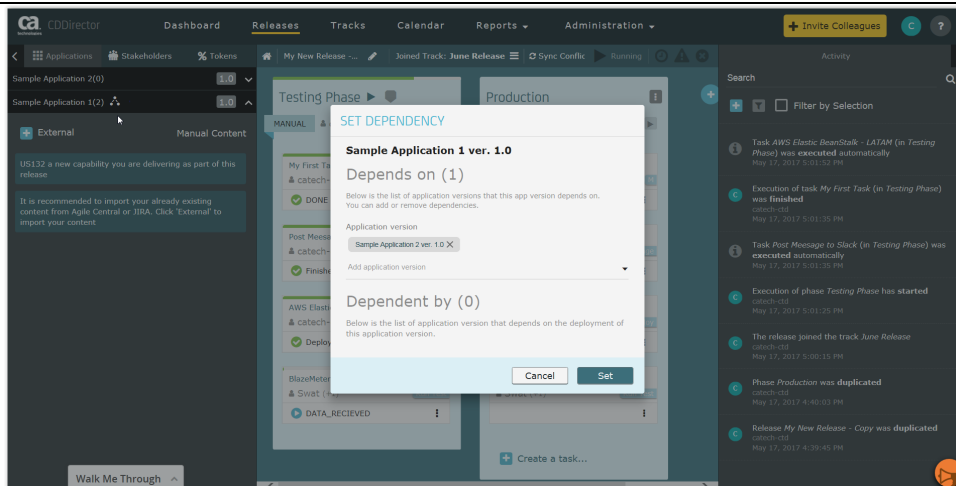 ca technologies CDDirector Dashboard Releases Tracks Calendar Reports Administration Invite Colleagues C ?
Applications Stakeholders % Tokens
My New Release -... Joined Track: June Release Sync Conflic Running
Activity
Sample Application 2(0) 1.0
Sample Application 1(2) 1.0
External Manual Content
US132 a new capability you are delivering as part of this
release
It is recommended to import your already existing
content from Agile Central or JIRA. Click 'External' to
import your content
Walk Me Through
Testing Phase
MANUAL
My First Ta
catech-
DONE
Post Meesa
catech-
Finishe
AWS Elasti
catech-
Deploy
BlazeMeter
Swat (
DATA_RECIEVED
Production
Create a task...
SET DEPENDENCY
Sample Application 1 ver. 1.0
Depends on (1)
Below is the list of application versions that this app version depends on.
You can add or remove dependencies.
Application version
Sample Application 2 ver. 1.0
Add application version
Dependent by (0)
Below is the list of application version that depends on the deployment of
this application version.
Cancel Set
Search
Filter by Selection
Task AWS Elastic BeanStalk - LATAM (in Testing
Phase) was executed automatically
May 17, 2017 5:01:52 PM
C Execution of task My First Task (in Testing Phase)
was finished
catech-ctd
May 17, 2017 5:01:35 PM
Task Post Meesage to Slack (in Testing Phase) was
executed automatically
May 17, 2017 5:01:35 PM
C Execution of phase Testing Phase has started
catech-ctd
May 17, 2017 5:01:25 PM
C The release joined the track June Release
catech-ctd
May 17, 2017 5:00:15 PM
C Phase Production was duplicated
catech-ctd
May 17, 2017 4:40:03 PM
C Release My New Release - Copy was duplicated
catech-ctd
May 17, 2017 4:39:45 PM